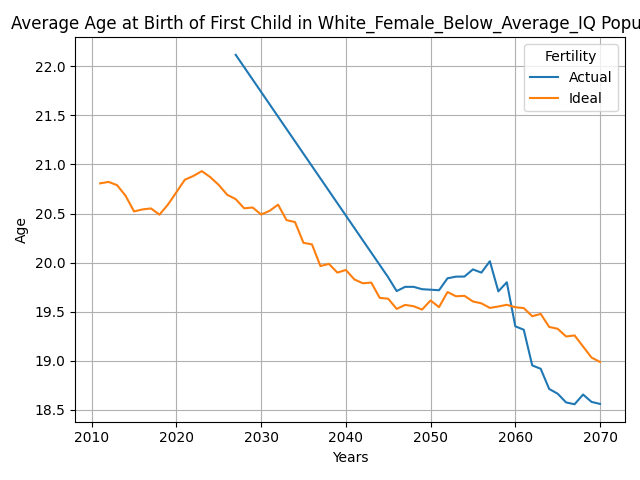 Average Age at Birth of First Child in White_Female_Below_Average_IQ Popu
Fertility
Actual
Ideal
22.0
21.5
21.0
20.5
20.0
19.5
19.0
18.5
Age
2010 2020 2030 2040 2050 2060 2070
Years